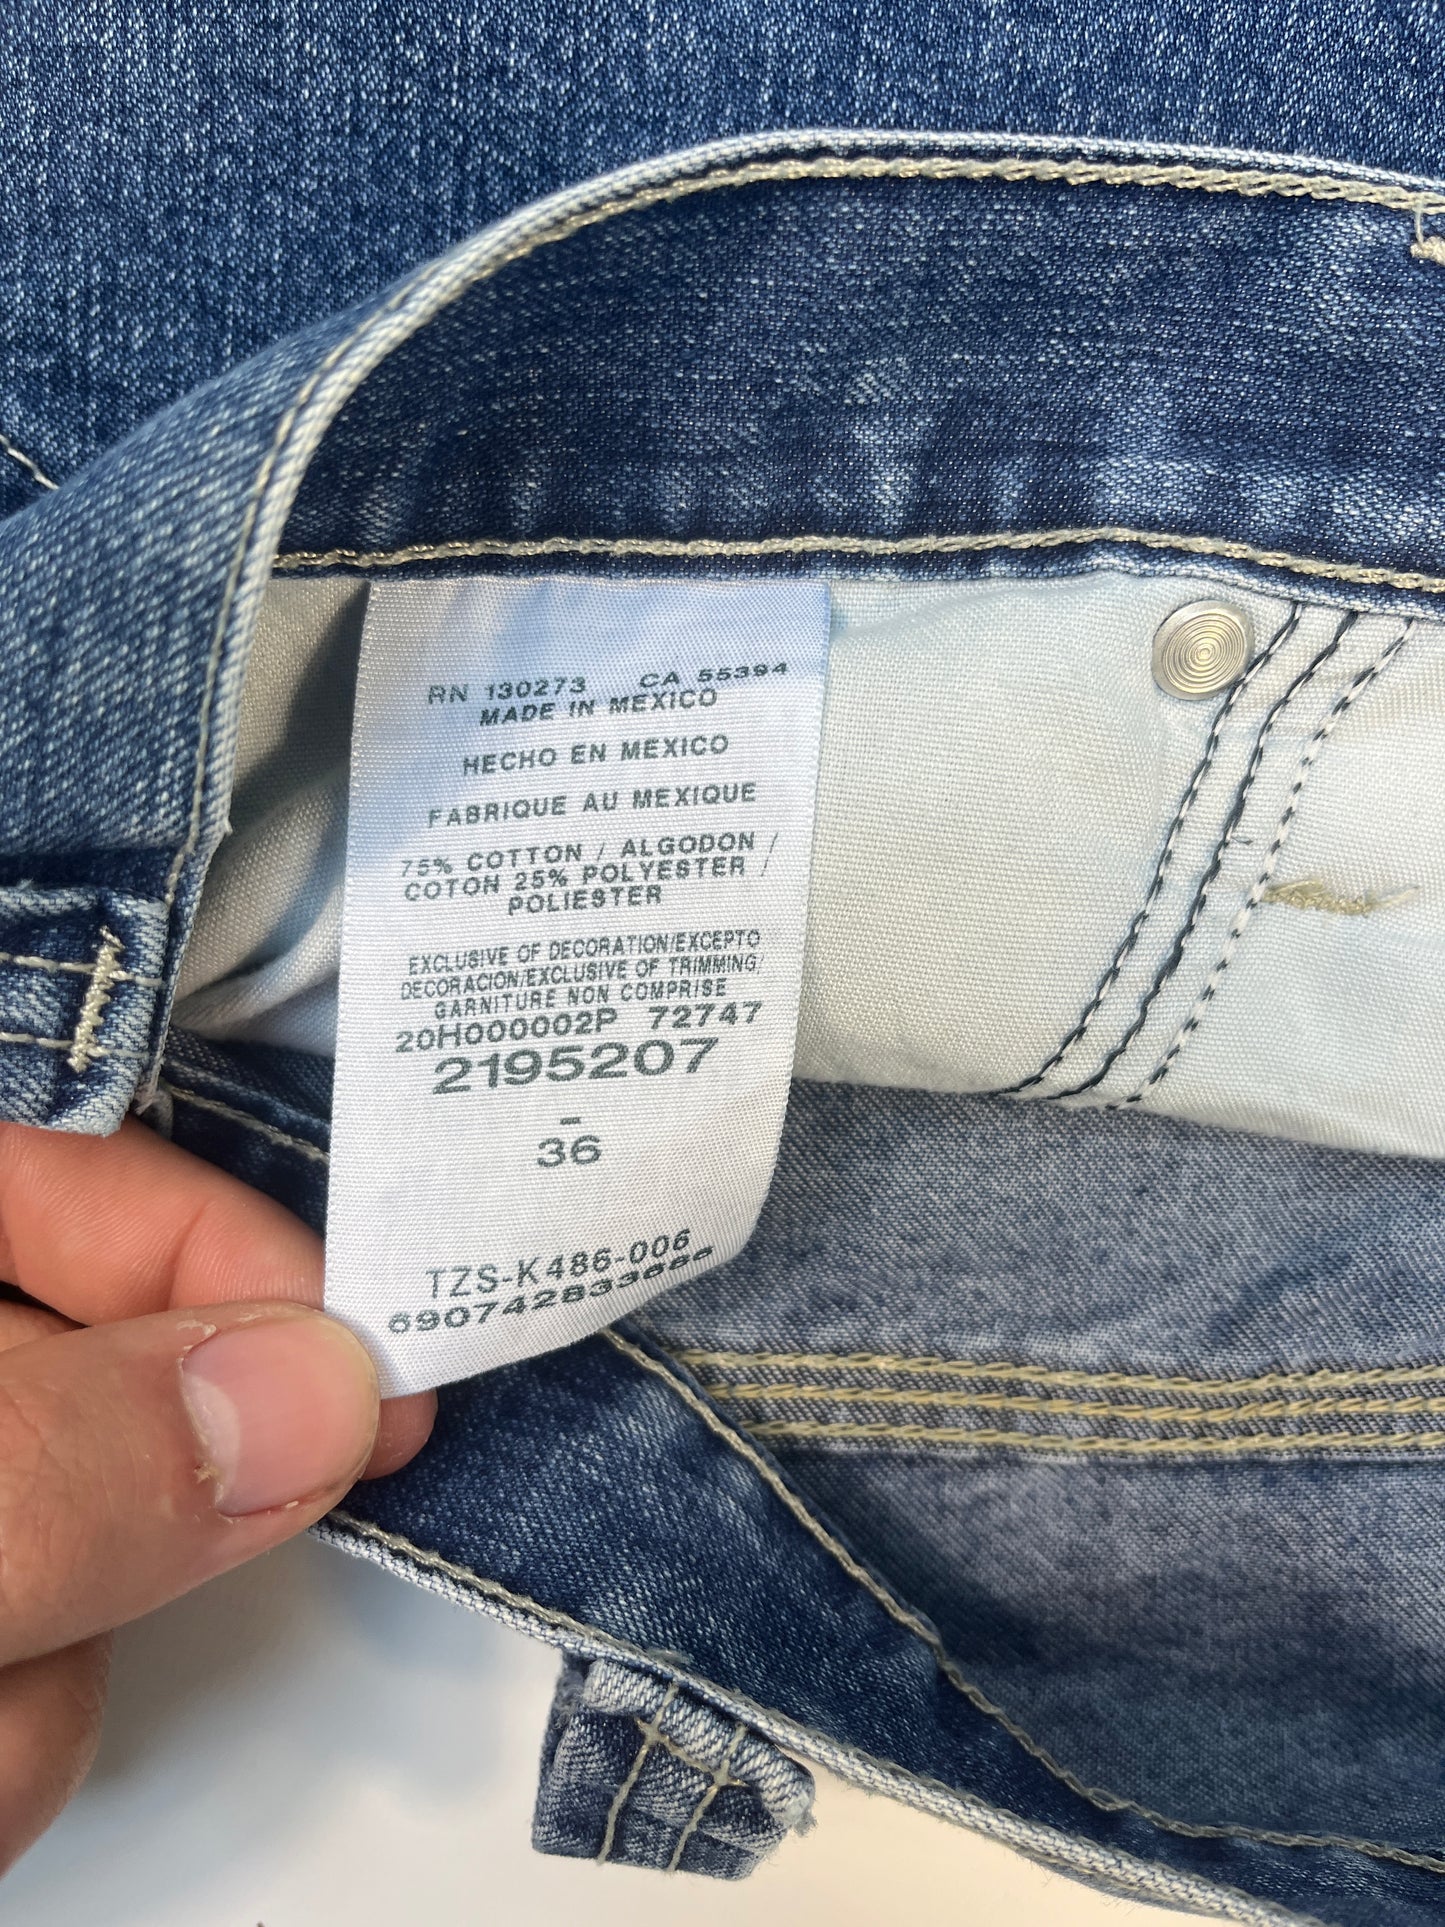 RN 130273 CA 55394
MADE IN MEXICO
HECHO EN MEXICO
FABRIQUE AU MEXIQUE
75% COTTON / ALGODON /
COTON 25% POLYESTER /
POLIESTER
EXCLUSIVE OF DECORATION/EXCEPTO
DECORACION/EXCLUSIVE OF TRIMMING/
GARNITURE NON COMPRISE
20H000002P 72747
2195207
-
36
TZS-K486-006